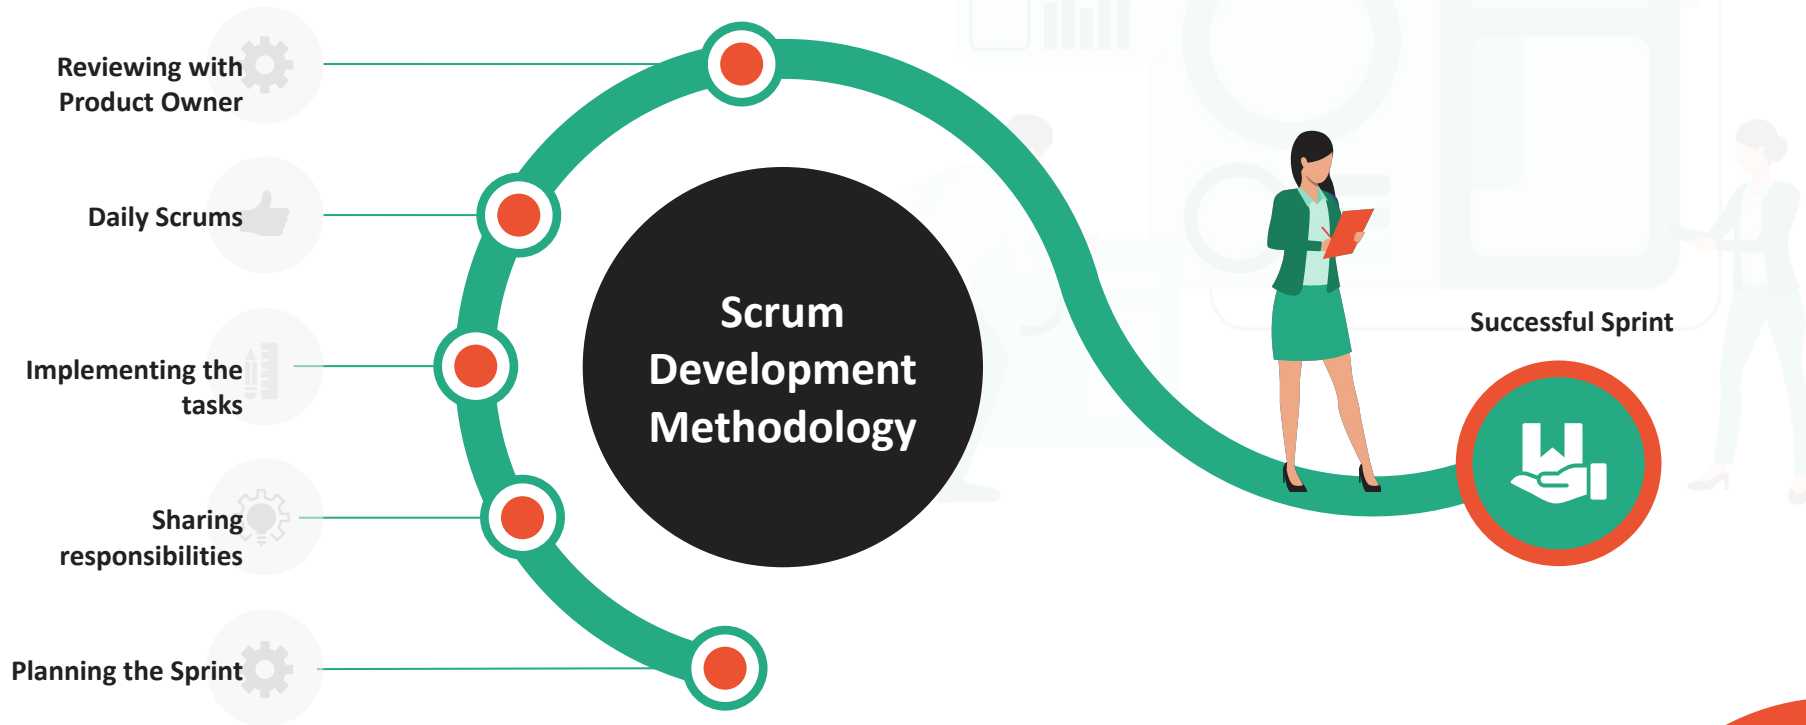 Reviewing with
Product Owner
Daily Scrums
Implementing the
tasks
Sharing
responsibilities
Planning the Sprint
Scrum
Development
Methodology
Successful Sprint